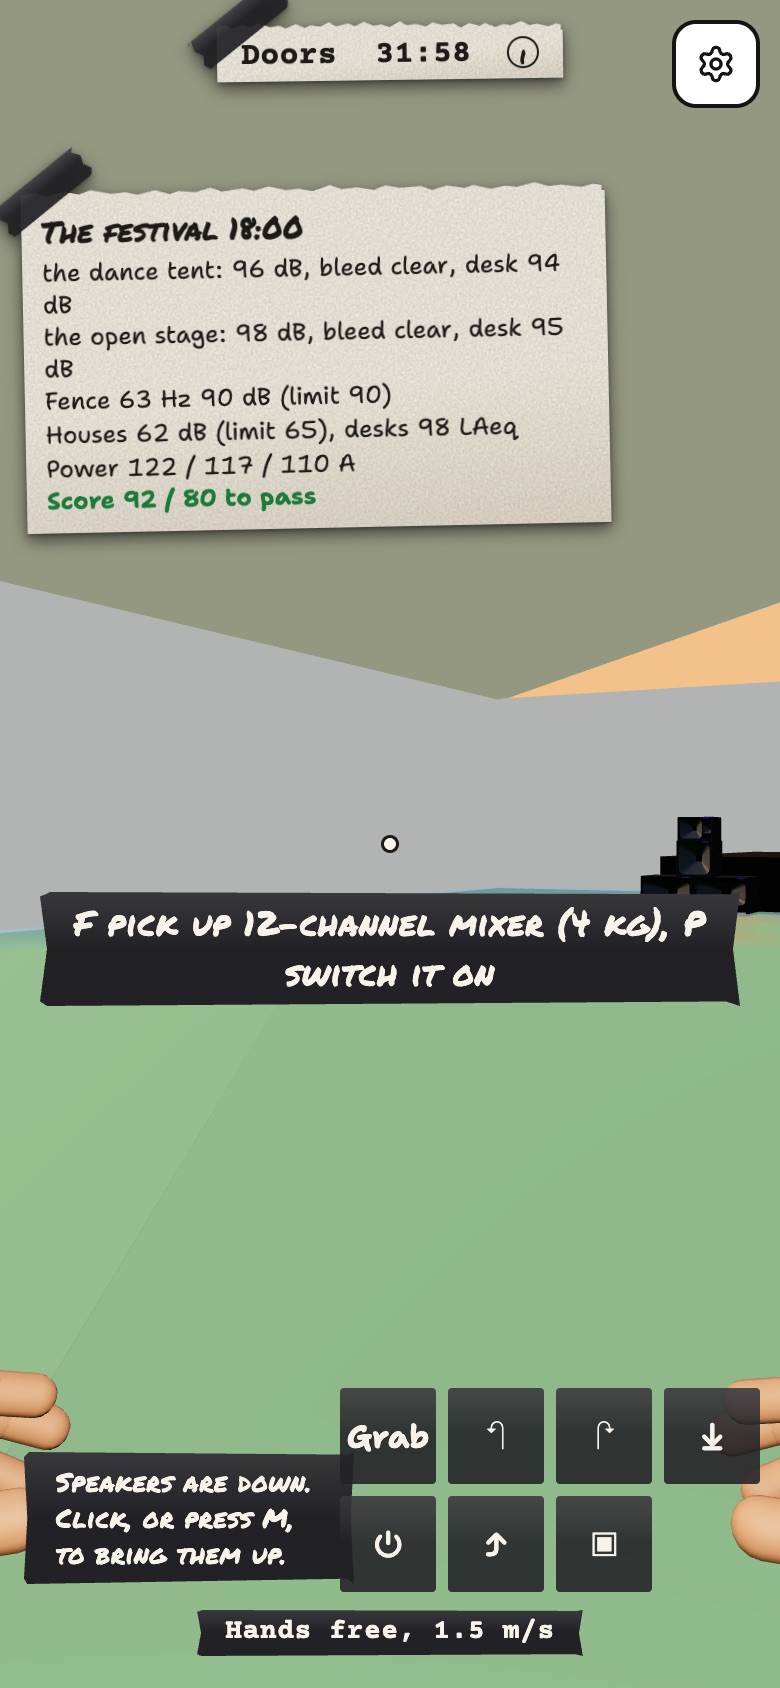 Doors 31:58
The festival 18:00
the dance tent: 96 dB, bleed clear, desk 94
dB
the open stage: 98 dB, bleed clear, desk 95
dB
Fence 63 Hz 90 dB (limit 90)
Houses 62 dB (limit 65), desks 98 LAeq
Power 122 / 117 / 110 A
Score 92 / 80 to pass
F pick up 12-channel mixer (4 kg), P
switch it on
Grab
Speakers are down.
Click, or press M,
to bring them up.
Hands free, 1.5 m/s